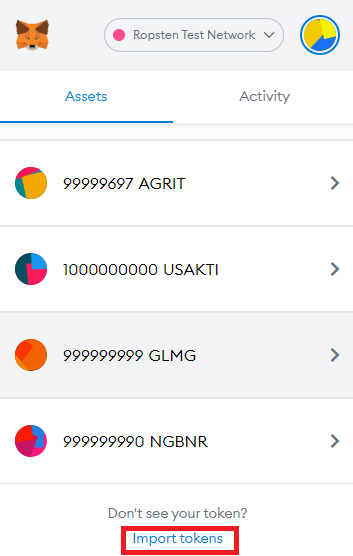 Ropsten Test Network
Assets Activity
99999697 AGRIT
1000000000 USAKTI
999999999 GLMG
999999990 NGBNR
Don't see your token?
Import tokens